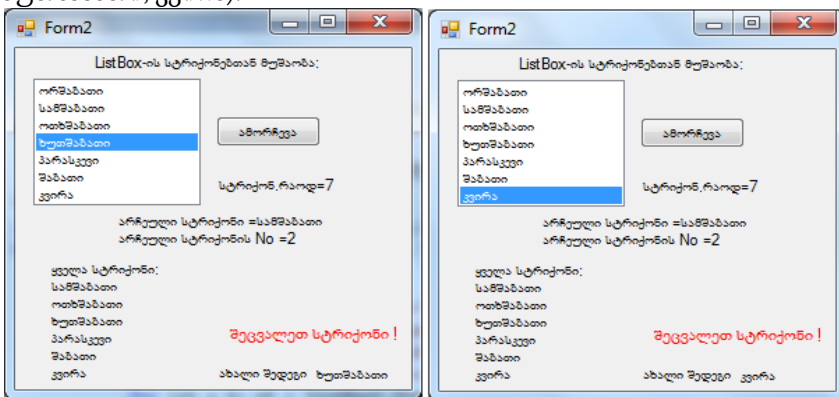 Form2
ListBox-ის სტრიქონებთან მუშაობა:
ორშაბათი
სამშაბათი
ოთხშაბათი
ხუთშაბათი
პარასკევი
შაბათი
კვირა
ამორჩევა
სტრიქონ.რაოდ=7
არჩეული სტრიქონი =სამშაბათი
არჩეული სტრიქონის No =2
ყველა სტრიქონი:
სამშაბათი
ოთხშაბათი
ხუთშაბათი
პარასკევი
შაბათი
კვირა
შეცვალეთ სტრიქონი !
ახალი შედეგი ხუთშაბათი
Form2
ListBox-ის სტრიქონებთან მუშაობა:
ორშაბათი
სამშაბათი
ოთხშაბათი
ხუთშაბათი
პარასკევი
შაბათი
კვირა
ამორჩევა
სტრიქონ.რაოდ=7
არჩეული სტრიქონი =სამშაბათი
არჩეული სტრიქონის No =2
ყველა სტრიქონი:
სამშაბათი
ოთხშაბათი
ხუთშაბათი
პარასკევი
შაბათი
კვირა
შეცვალეთ სტრიქონი !
ახალი შედეგი კვირა